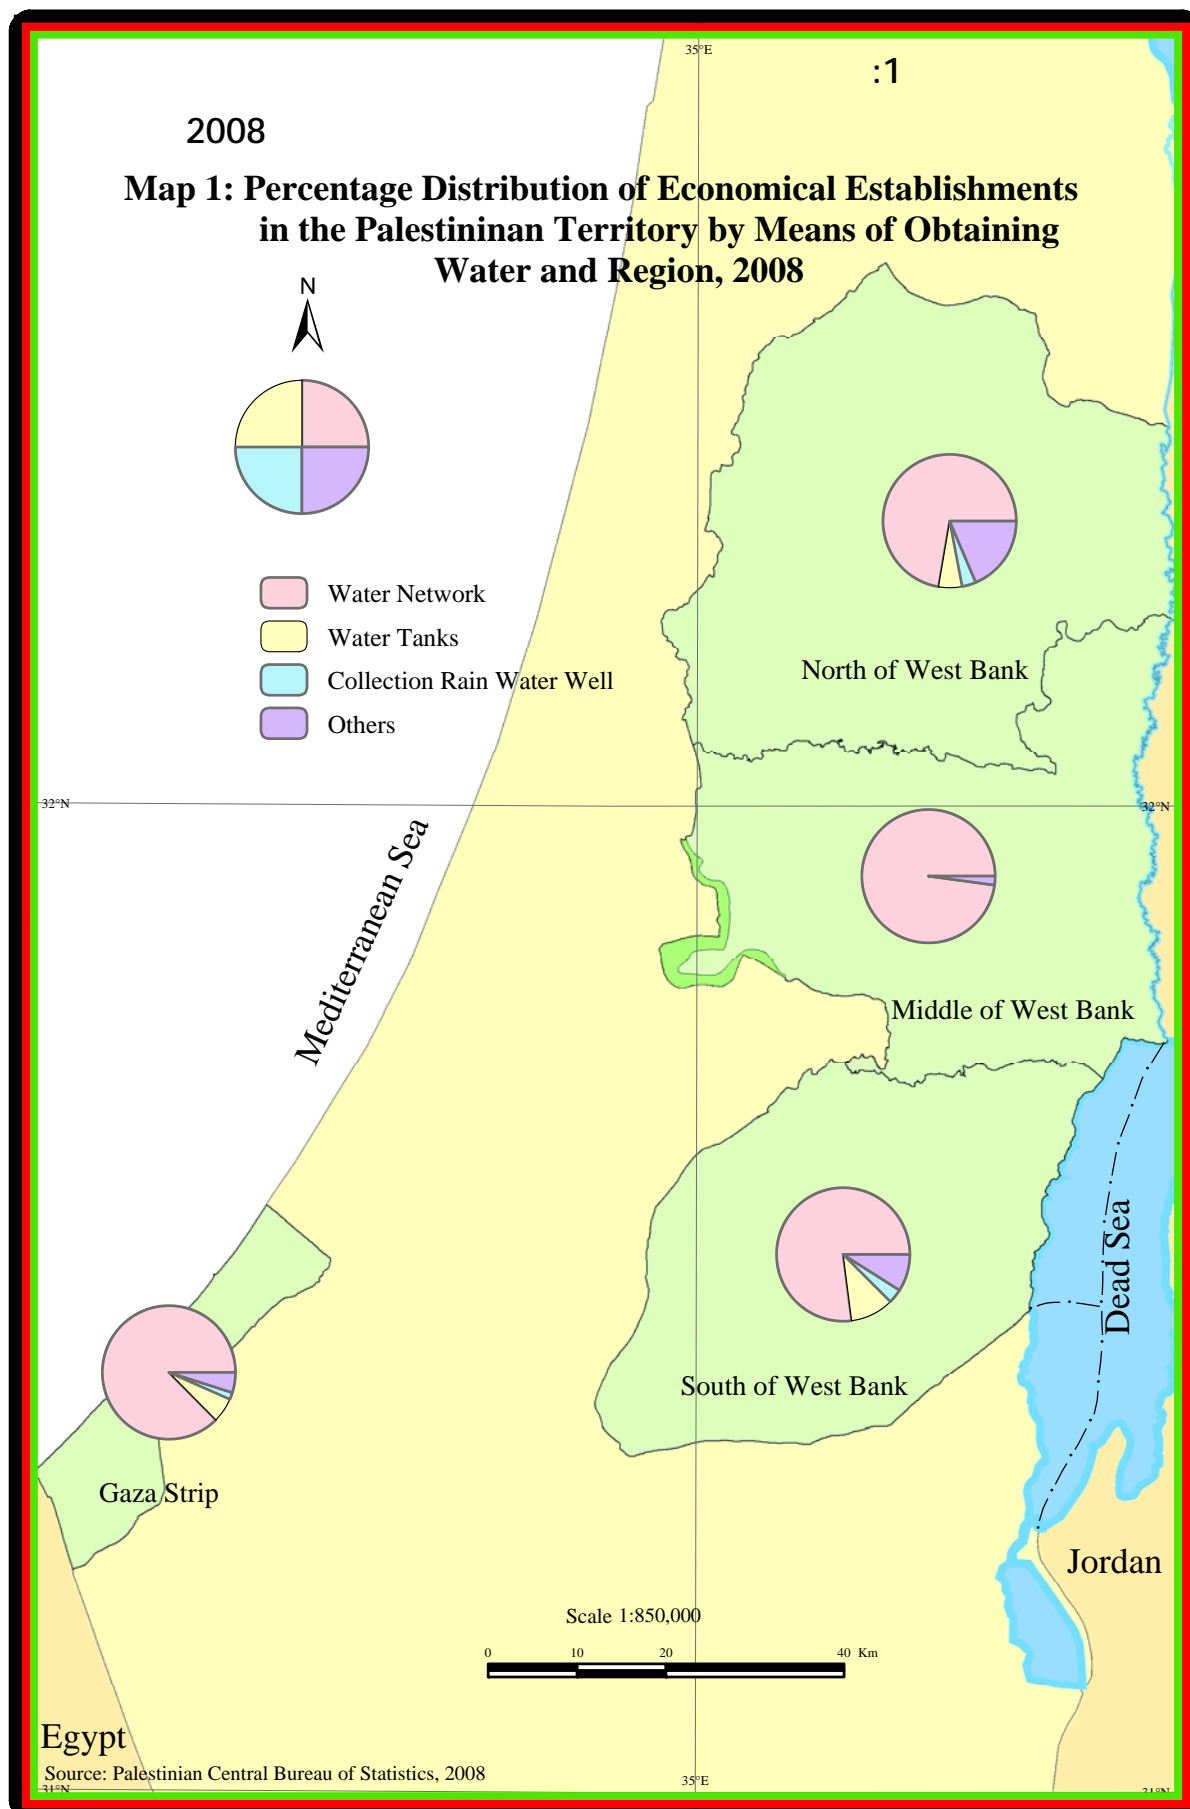 35°E
:1
2008
Map 1: Percentage Distribution of Economical Establishments
in the Palestininan Territory by Means of Obtaining
Water and Region, 2008
N
Water Network
Water Tanks
Collection Rain Water Well
Others
North of West Bank
32°N
32°N
Mediterranean Sea
Middle of West Bank
Dead Sea
South of West Bank
Gaza Strip
Jordan
Scale 1:850,000
0 10 20 40 Km
Egypt
Source: Palestinian Central Bureau of Statistics, 2008
35°E
31°N
31°N